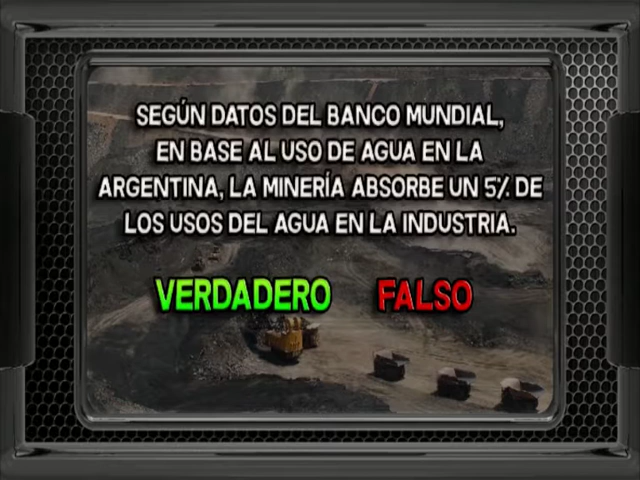 SEGÚN DATOS DEL BANCO MUNDIAL,
EN BASE AL USO DE AGUA EN LA
ARGENTINA, LA MINERÍA ABSORBE UN 5% DE
LOS USOS DEL AGUA EN LA INDUSTRIA.
VERDADERO FALSO